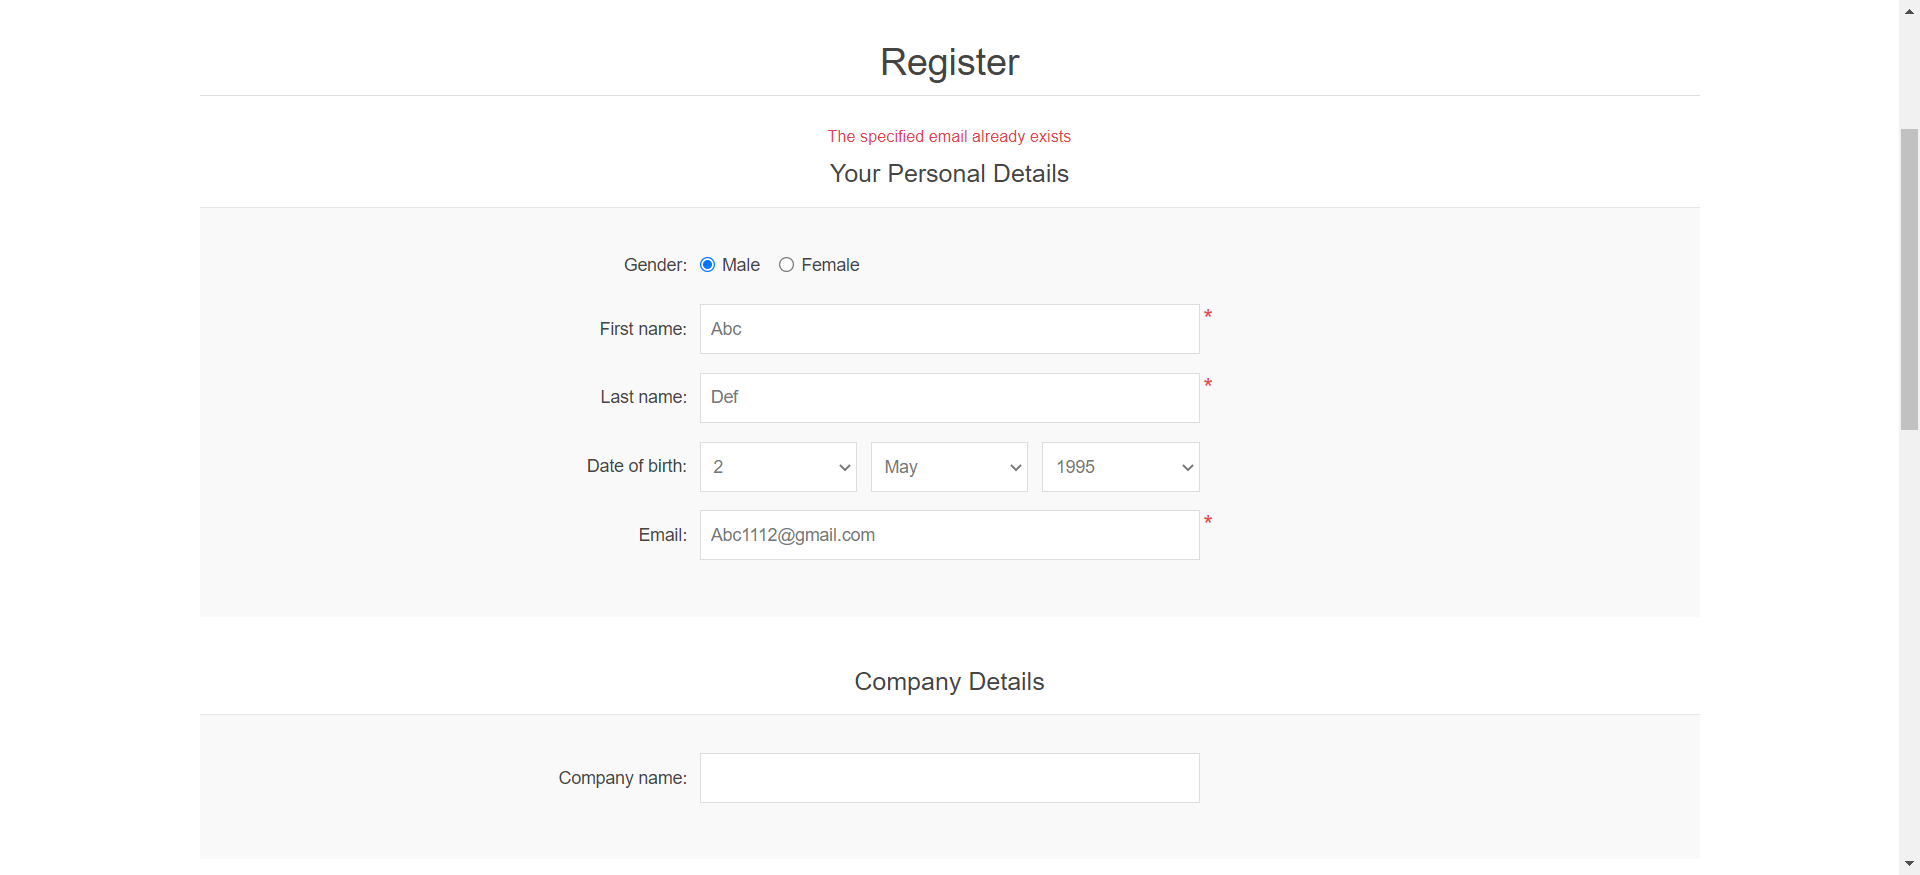 Register
The specified email already exists
Your Personal Details
Gender: Male Female
First name: Abc *
Last name: Def *
Date of birth: 2 May 1995
Email: Abc1112@gmail.com *
Company Details
Company name: